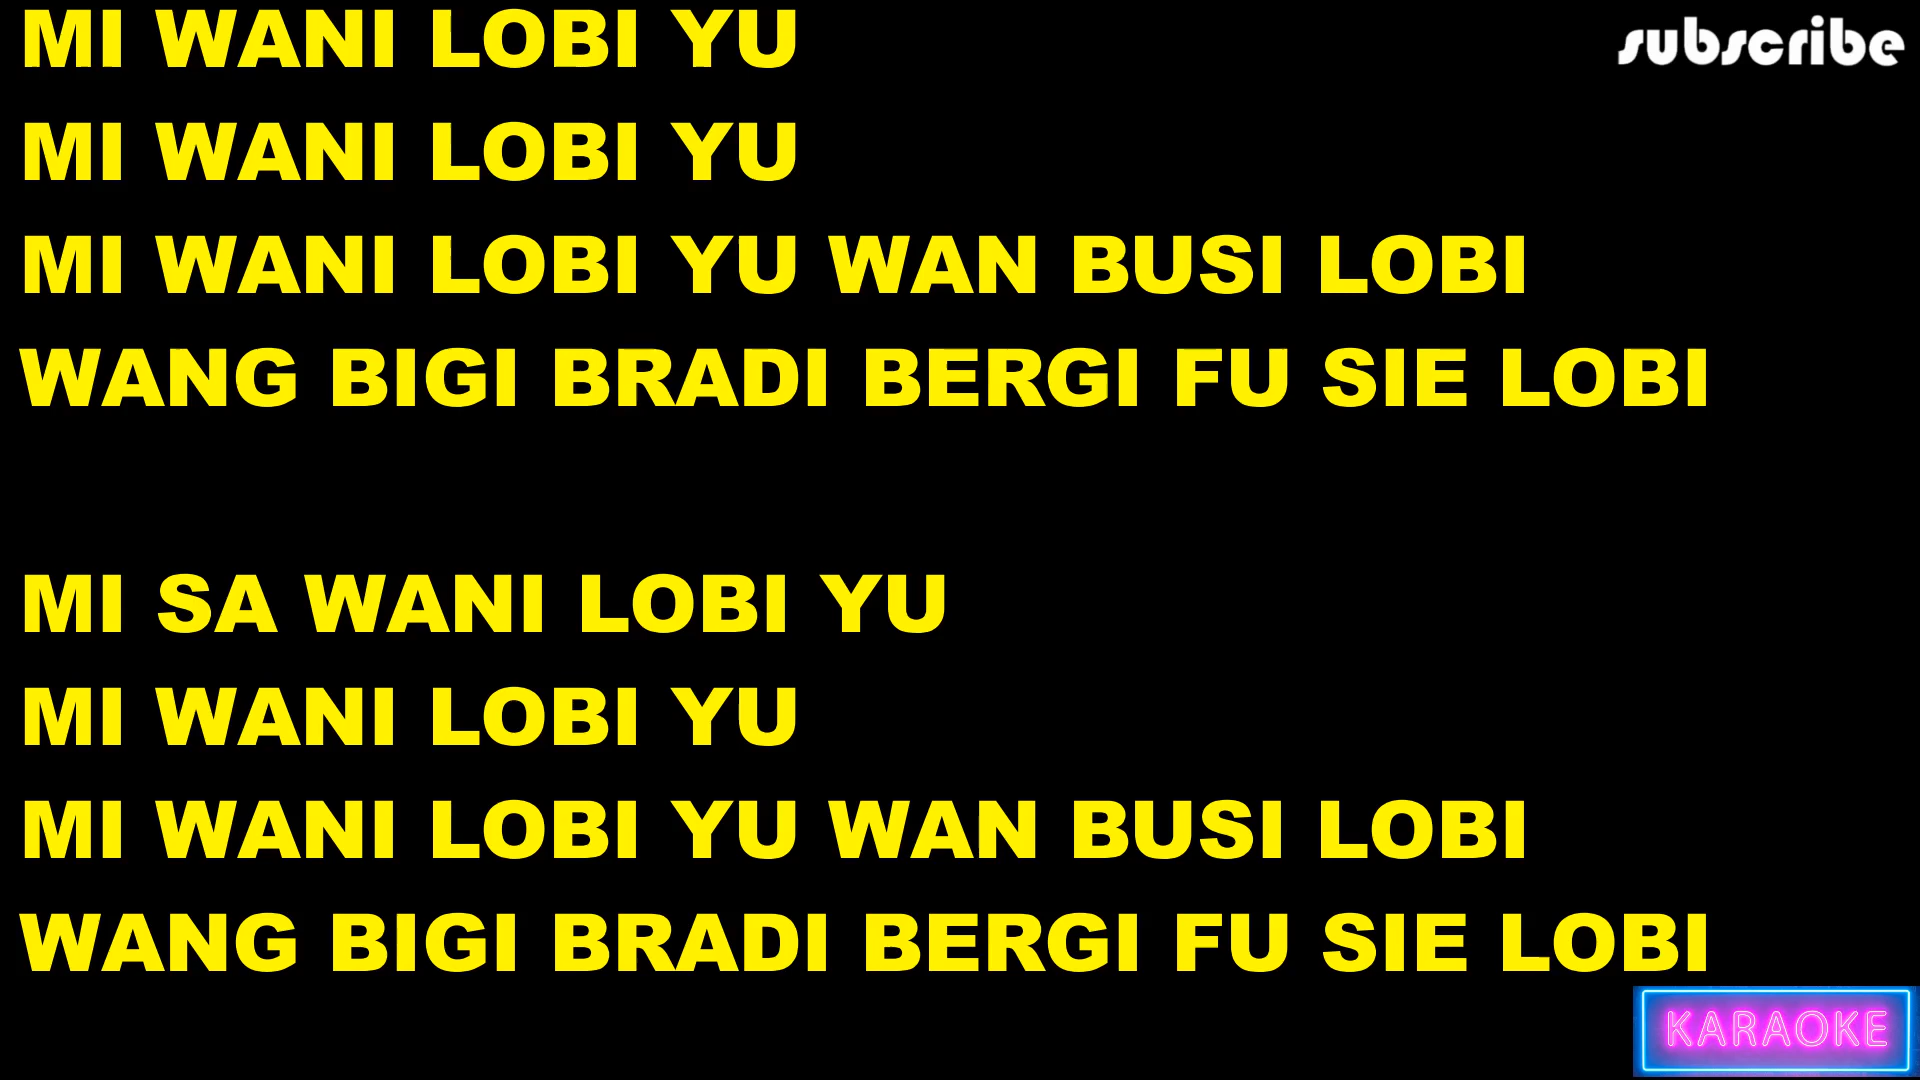 MI WANI LOBI YU
subscribe
MI WANI LOBI YU
MI WANI LOBI YU WAN BUSI LOBI
WANG BIGI BRADI BERGI FU SIE LOBI
MI SA WANI LOBI YU
MI WANI LOBI YU
MI WANI LOBI YU WAN BUSI LOBI
WANG BIGI BRADI BERGI FU SIE LOBI
KARAOKE